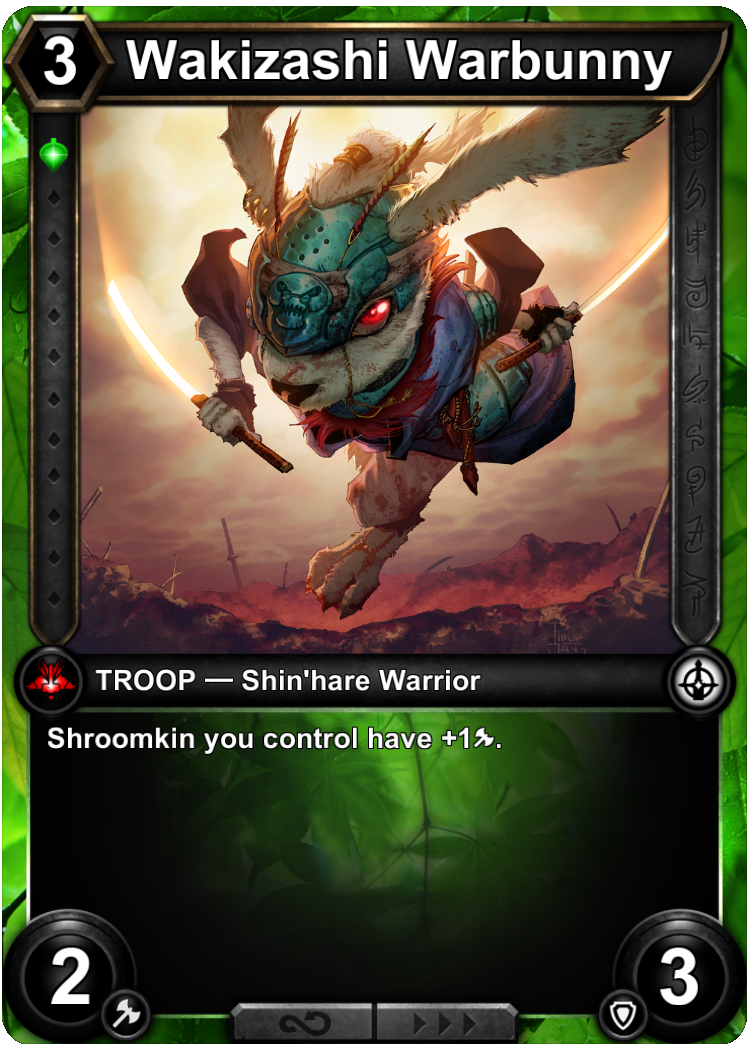 3
Wakizashi Warbunny
TROOP — Shin'hare Warrior
Shroomkin you control have +1.
2
3